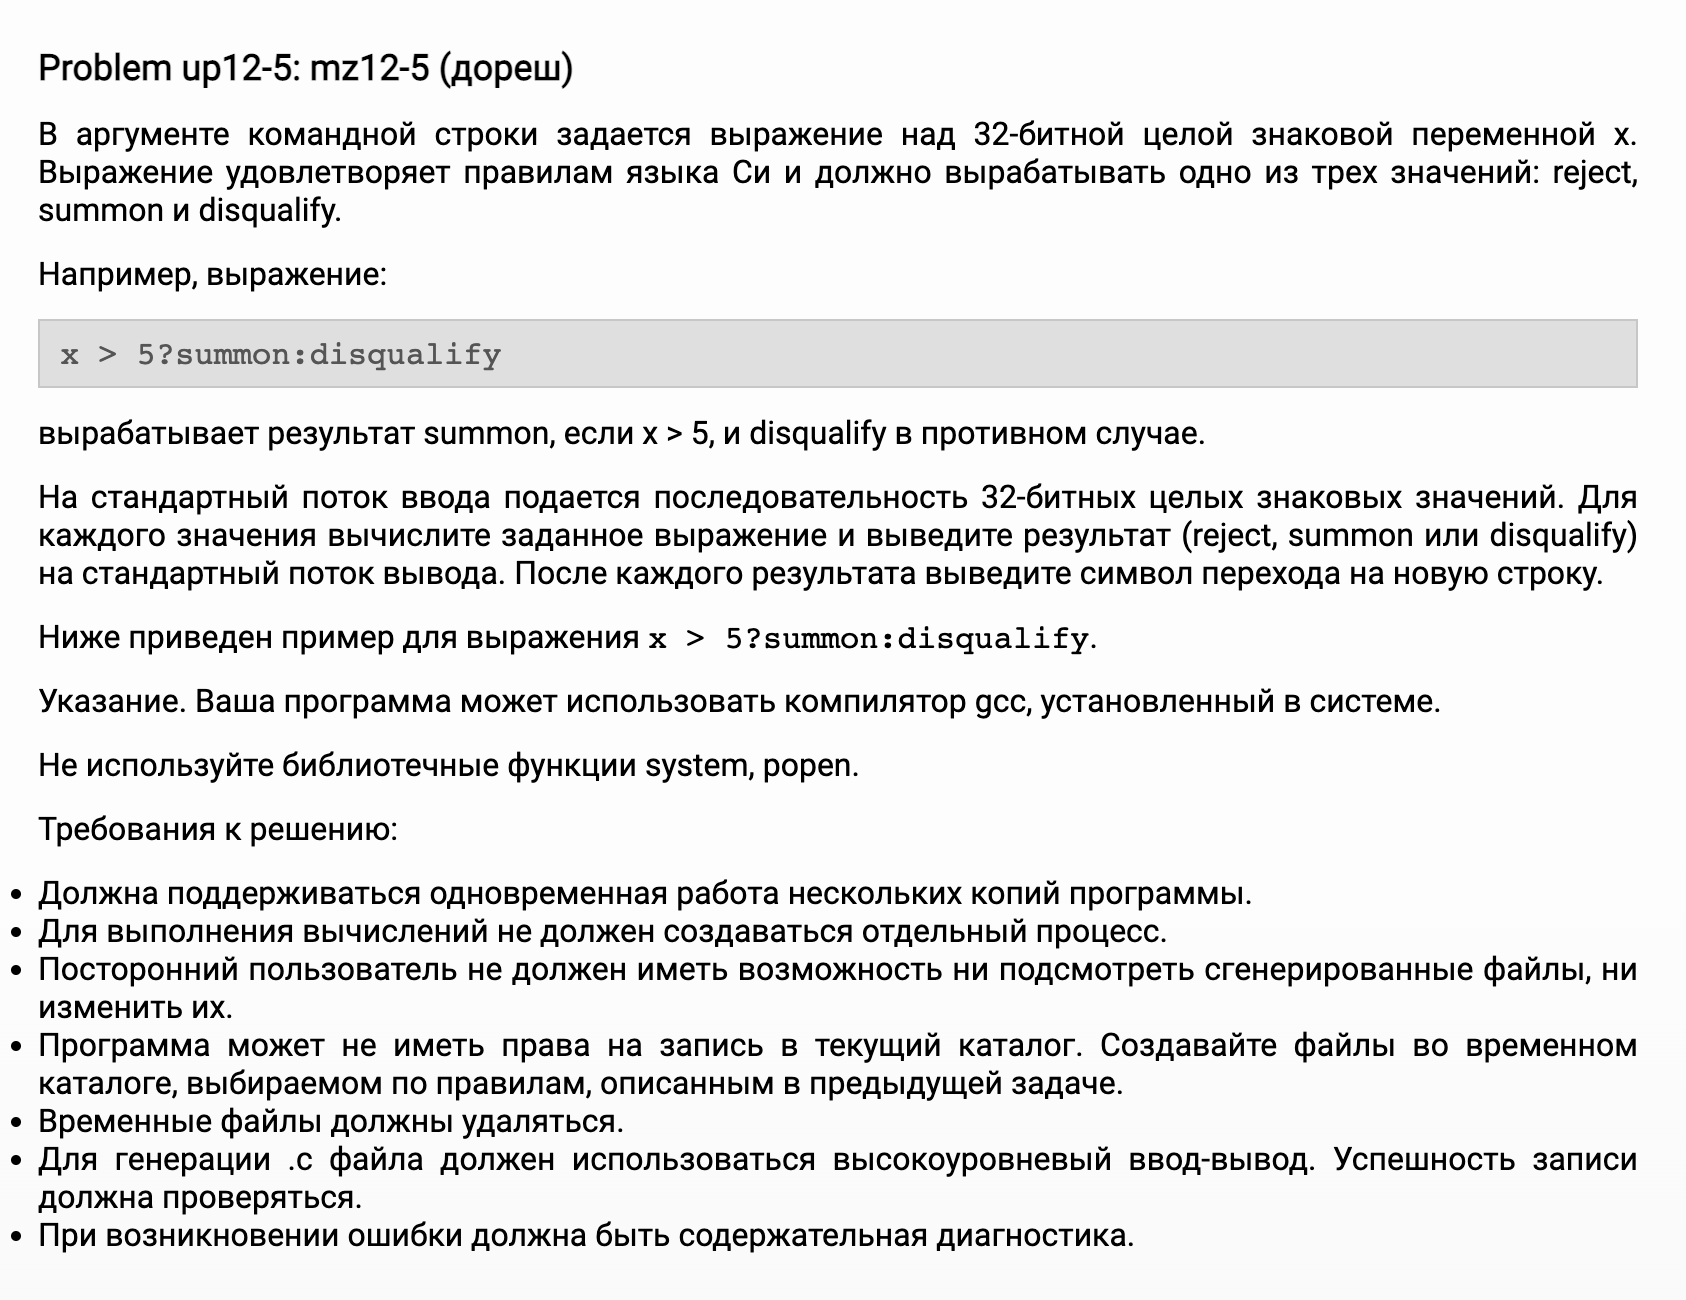 Problem up12-5: mz12-5 (дореш)
В аргументе командной строки задается выражение над 32-битной целой знаковой переменной x.
Выражение удовлетворяет правилам языка Си и должно вырабатывать одно из трех значений: reject,
summon и disqualify.
Например, выражение:
x > 5?summon:disqualify
вырабатывает результат summon, если x > 5, и disqualify в противном случае.
На стандартный поток ввода подается последовательность 32-битных целых знаковых значений. Для
каждого значения вычислите заданное выражение и выведите результат (reject, summon или disqualify)
на стандартный поток вывода. После каждого результата выведите символ перехода на новую строку.
Ниже приведен пример для выражения x > 5?summon:disqualify.
Указание. Ваша программа может использовать компилятор gcc, установленный в системе.
Не используйте библиотечные функции system, popen.
Требования к решению:
• Должна поддерживаться одновременная работа нескольких копий программы.
• Для выполнения вычислений не должен создаваться отдельный процесс.
• Посторонний пользователь не должен иметь возможность ни подсмотреть сгенерированные файлы, ни
изменить их.
• Программа может не иметь права на запись в текущий каталог. Создавайте файлы во временном
каталоге, выбираемом по правилам, описанным в предыдущей задаче.
• Временные файлы должны удаляться.
• Для генерации .c файла должен использоваться высокоуровневый ввод-вывод. Успешность записи
должна проверяться.
• При возникновении ошибки должна быть содержательная диагностика.